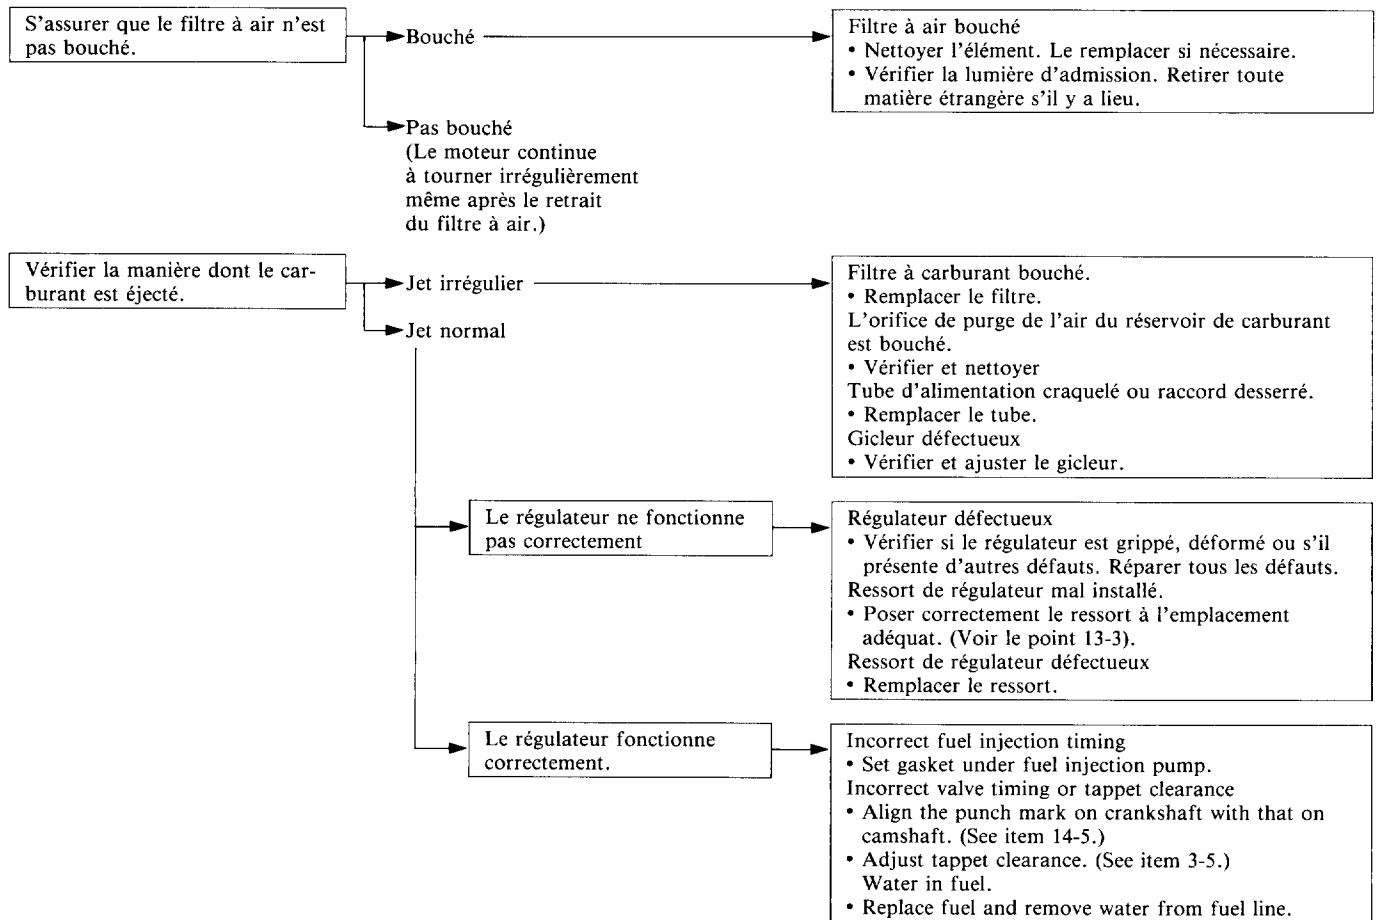 S'assurer que le filtre à air n'est
pas bouché.
Bouché
Filtre à air bouché
• Nettoyer l'élément. Le remplacer si nécessaire.
• Vérifier la lumière d'admission. Retirer toute
matière étrangère s'il y a lieu.
Pas bouché
(Le moteur continue
à tourner irrégulièrement
même après le retrait
du filtre à air.)
Vérifier la manière dont le car-
burant est éjecté.
Jet irrégulier
Jet normal
Filtre à carburant bouché.
• Remplacer le filtre.
L'orifice de purge de l'air du réservoir de carburant
est bouché.
• Vérifier et nettoyer
Tube d'alimentation craquelé ou raccord desserré.
• Remplacer le tube.
Gicleur défectueux
• Vérifier et ajuster le gicleur.
Le régulateur ne fonctionne
pas correctement
Régulateur défectueux
• Vérifier si le régulateur est grippé, déformé ou s'il
présente d'autres défauts. Réparer tous les défauts.
Ressort de régulateur mal installé.
• Poser correctement le ressort à l'emplacement
adéquat. (Voir le point 13-3).
Ressort de régulateur défectueux
• Remplacer le ressort.
Le régulateur fonctionne
correctement.
Incorrect fuel injection timing
• Set gasket under fuel injection pump.
Incorrect valve timing or tappet clearance
• Align the punch mark on crankshaft with that on
camshaft. (See item 14-5.)
• Adjust tappet clearance. (See item 3-5.)
Water in fuel.
• Replace fuel and remove water from fuel line.